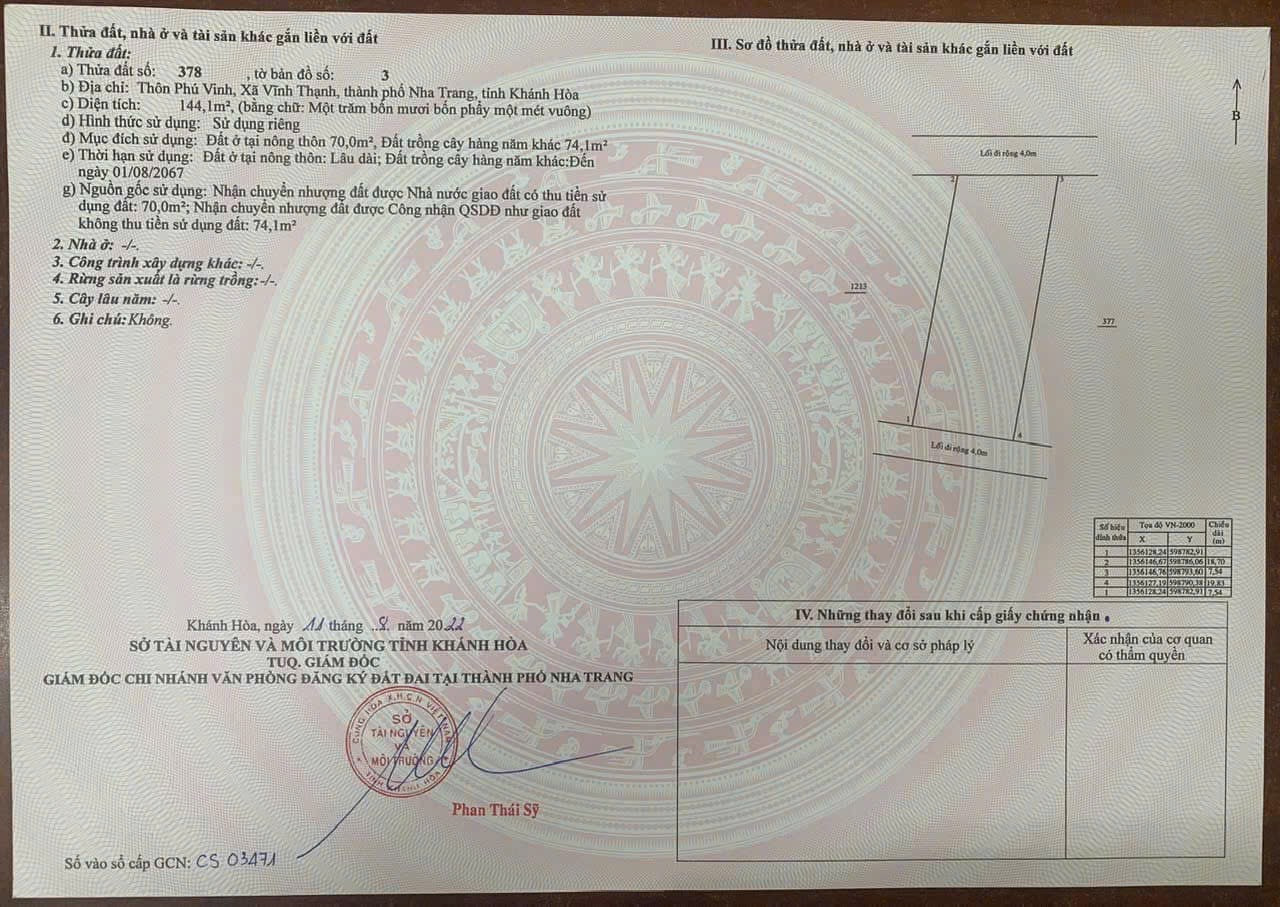 II. Thửa đất, nhà ở và tài sản khác gắn liền với đất
1. Thửa đất:
a) Thửa đất số: 378 , tờ bản đồ số: 3
b) Địa chỉ: Thôn Phú Vinh, Xã Vĩnh Thạnh, thành phố Nha Trang, tỉnh Khánh Hòa
c) Diện tích: 144,1m², (bằng chữ: Một trăm bốn mươi bốn phẩy một mét vuông)
d) Hình thức sử dụng: Sử dụng riêng
đ) Mục đích sử dụng: Đất ở tại nông thôn 70,0m², Đất trồng cây hàng năm khác 74,1m²
e) Thời hạn sử dụng: Đất ở tại nông thôn: Lâu dài; Đất trồng cây hàng năm khác:Đến
ngày 01/08/2067
g) Nguồn gốc sử dụng: Nhận chuyển nhượng đất được Nhà nước giao đất có thu tiền sử
dụng đất: 70,0m²; Nhận chuyển nhượng đất được Công nhận QSDĐ như giao đất
không thu tiền sử dụng đất: 74,1m²
2. Nhà ở: -/-.
3. Công trình xây dựng khác: -/-.
4. Rừng sản xuất là rừng trồng:-/-.
5. Cây lâu năm: -/-.
6. Ghi chú: Không.
Khánh Hòa, ngày 11 tháng 8. năm 2022
SỞ TÀI NGUYÊN VÀ MÔI TRƯỜNG TỈNH KHÁNH HÒA
TUQ. GIÁM ĐỐC
GIÁM ĐỐC CHI NHÁNH VĂN PHÒNG ĐĂNG KÝ ĐẤT ĐAI TẠI THÀNH PHỐ NHA TRANG
CỘNG HÒA X.H.C.N VIỆT NAM
SỞ
TÀI NGUYÊN
VÀ
MÔI TRƯỜNG
TỈNH KHÁNH HÒA
Phan Thái Sỹ
Số vào sổ cấp GCN: CS 03471
III. Sơ đồ thửa đất, nhà ở và tài sản khác gắn liền với đất
B
Lối đi rộng 4,0m
2 3
1213
377
1 4
Lối đi rộng 4,0m
Số hiệu đỉnh thửa Tọa độ VN-2000 Chiều dài (m)
X Y
1 1356128,24 598782,91
2 1356146,67 598786,06 18,70
3 1356146,76 598793,60 7,54
4 1356127,19 598790,38 19,83
1 1356128,24 598782,91 7,54
IV. Những thay đổi sau khi cấp giấy chứng nhận
Nội dung thay đổi và cơ sở pháp lý
Xác nhận của cơ quan
có thẩm quyền